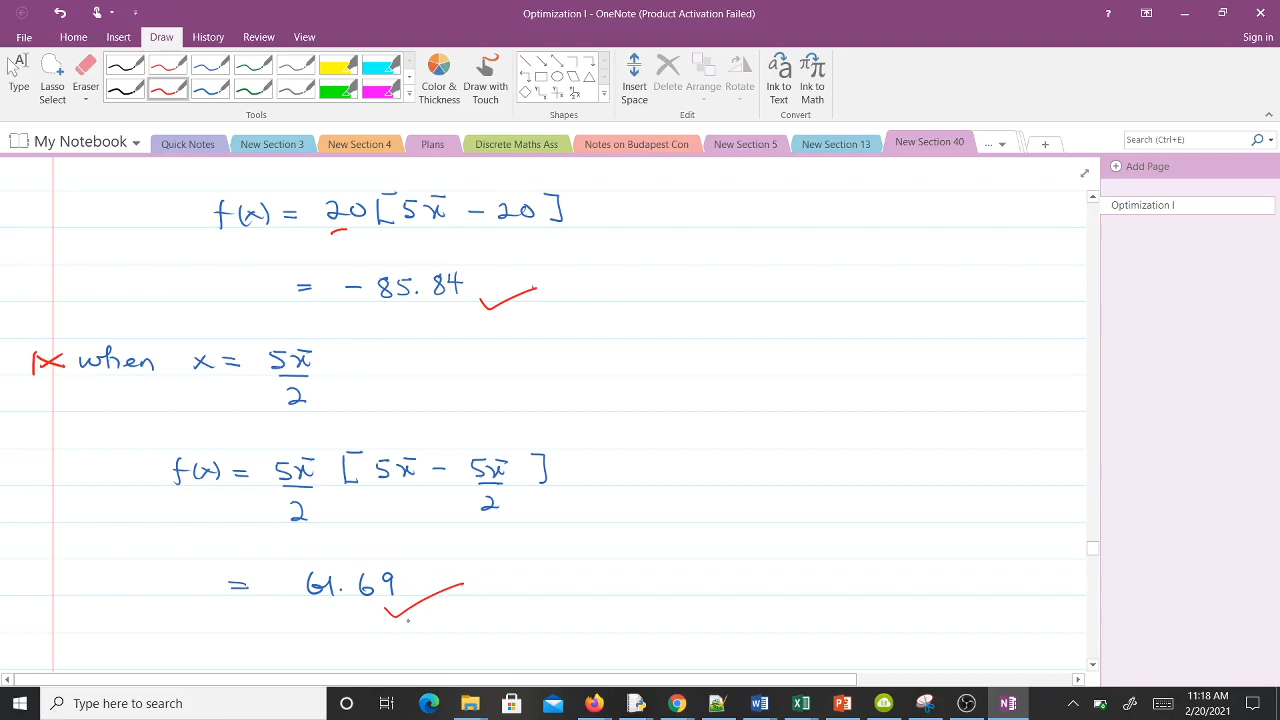 Optimization I - OneNote (Product Activation Failed)
File Home Insert Draw History Review View Sign in
Type Lasso Select Eraser Color & Thickness Draw with Touch Insert Space Delete Arrange Rotate Ink to Text Ink to Math
Tools Shapes Edit Convert
My Notebook Quick Notes New Section 3 New Section 4 Plans Discrete Maths Ass Notes on Budapest Con New Section 5 New Section 13 New Section 40 ... Search (Ctrl+E)
Add Page
Optimization I
f(x) = 20 [5π - 20]
= - 85.84
when x = 5π/2
f(x) = 5π/2 [5π - 5π/2]
= 61.69
Type here to search
11:18 AM
2/20/2021